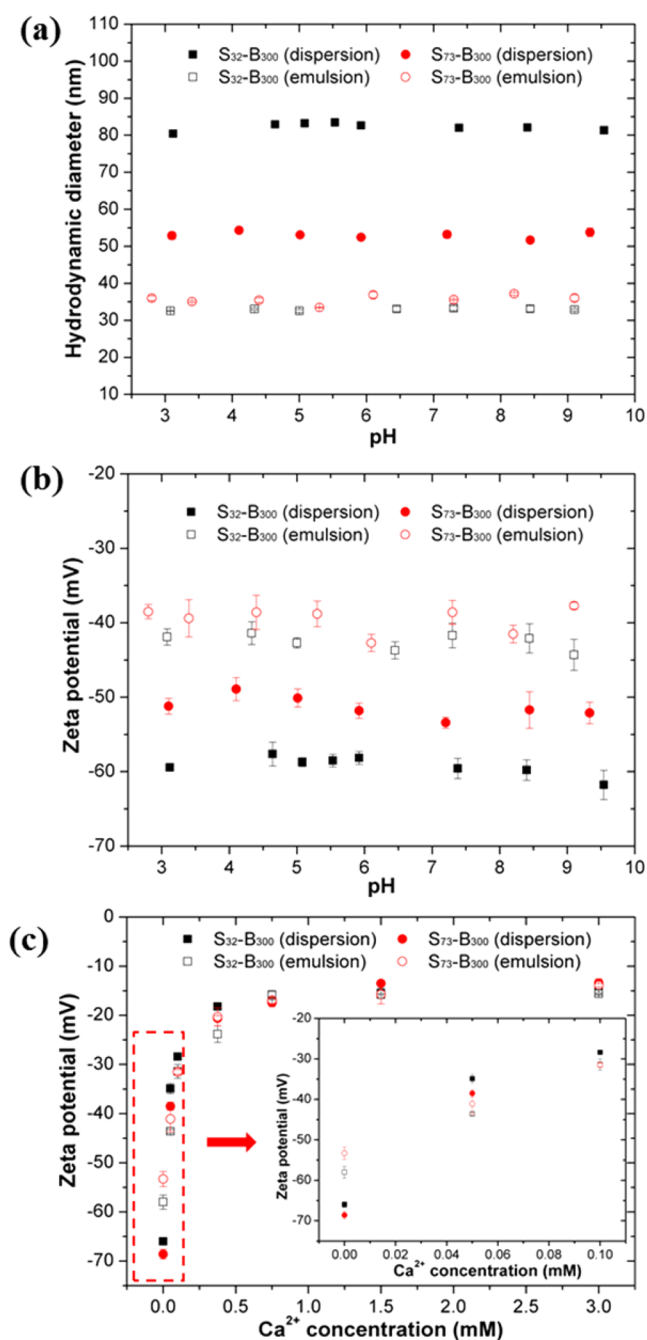 (a)
S32-B300 (dispersion) S73-B300 (dispersion)
S32-B300 (emulsion) S73-B300 (emulsion)
Hydrodynamic diameter (nm)
110
100
90
80
70
60
50
40
30
20
10
3 4 5 6 7 8 9 10
pH
(b)
S32-B300 (dispersion) S73-B300 (dispersion)
S32-B300 (emulsion) S73-B300 (emulsion)
Zeta potential (mV)
-20
-30
-40
-50
-60
-70
3 4 5 6 7 8 9 10
pH
(c)
S32-B300 (dispersion) S73-B300 (dispersion)
S32-B300 (emulsion) S73-B300 (emulsion)
Zeta potential (mV)
0
-10
-20
-30
-40
-50
-60
-70
Zeta potential (mV)
-20
-30
-40
-50
-60
-70
0.00 0.02 0.04 0.06 0.08 0.10
Ca2+ concentration (mM)
0.0 0.5 1.0 1.5 2.0 2.5 3.0
Ca2+ concentration (mM)